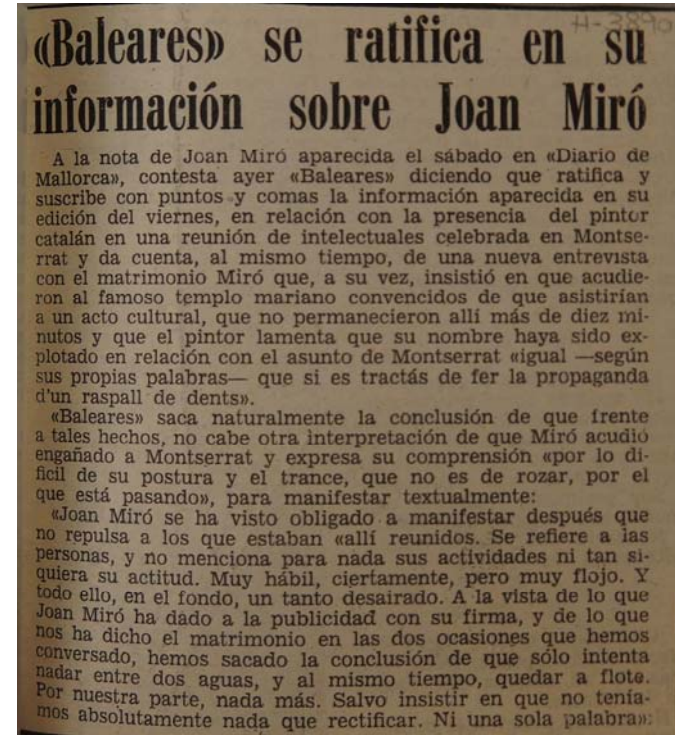 H-3890
«Baleares» se ratifica en su
información sobre Joan Miró
A la nota de Joan Miró aparecida el sábado en «Diario de
Mallorca», contesta ayer «Baleares» diciendo que ratifica y
suscribe con puntos y comas la información aparecida en su
edición del viernes, en relación con la presencia del pintor
catalán en una reunión de intelectuales celebrada en Montse-
rrat y da cuenta, al mismo tiempo, de una nueva entrevista
con el matrimonio Miró que, a su vez, insistió en que acudie-
ron al famoso templo mariano convencidos de que asistirían
a un acto cultural, que no permanecieron allí más de diez mi-
nutos y que el pintor lamenta que su nombre haya sido ex-
plotado en relación con el asunto de Montserrat «igual —según
sus propias palabras— que si es tractás de fer la propaganda
d'un raspall de dents».
«Baleares» saca naturalmente la conclusión de que frente
a tales hechos, no cabe otra interpretación de que Miró acudió
engañado a Montserrat y expresa su comprensión «por lo di-
ficil de su postura y el trance, que no es de rozar, por el
que está pasando», para manifestar textualmente:
«Joan Miró se ha visto obligado a manifestar después que
no repulsa a los que estaban «allí reunidos. Se refiere a las
personas, y no menciona para nada sus actividades ni tan si-
quiera su actitud. Muy hábil, ciertamente, pero muy flojo. Y
todo ello, en el fondo, un tanto desairado. A la vista de lo que
Joan Miró ha dado a la publicidad con su firma, y de lo que
nos ha dicho el matrimonio en las dos ocasiones que hemos
conversado, hemos sacado la conclusión de que sólo intenta
nadar entre dos aguas, y al mismo tiempo, quedar a flote.
Por nuestra parte, nada más. Salvo insistir en que no tenía-
mos absolutamente nada que rectificar. Ni una sola palabra»: